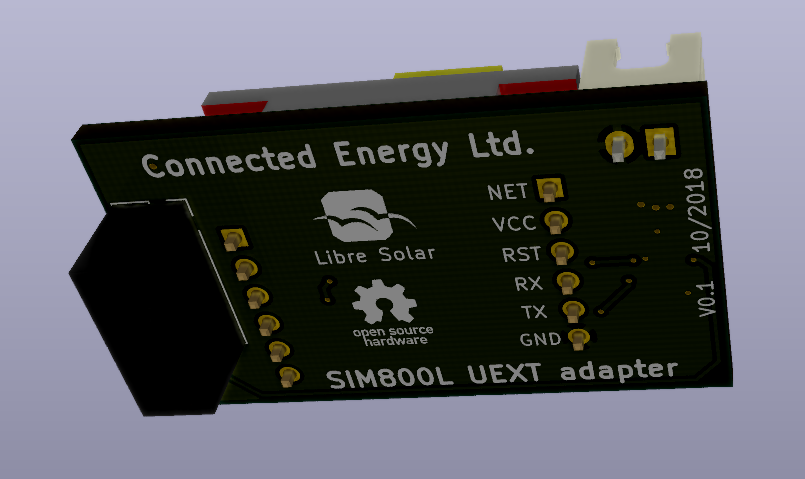 Connected Energy Ltd.
Libre Solar
open source
hardware
NET
VCC
RST
RX
TX
GND
SIM800L UEXT adapter
V0.1 10/2018